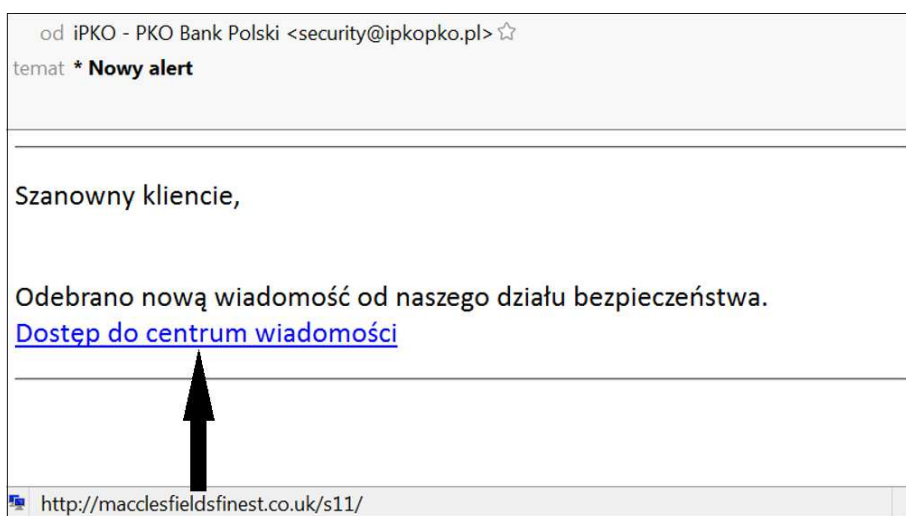 od iPKO - PKO Bank Polski <security@ipkopko.pl>
temat * Nowy alert
Szanowny kliencie,
Odebrano nową wiadomość od naszego działu bezpieczeństwa.
Dostęp do centrum wiadomości
http://macclesfieldsfinest.co.uk/s11/